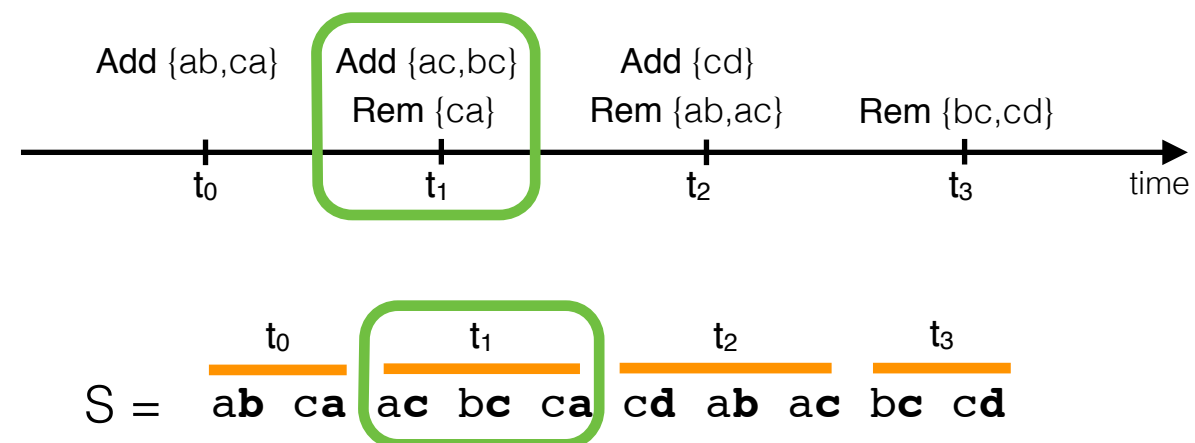 Add {ab,ca} Add {ac,bc} Add {cd}
Rem {ca} Rem {ab,ac} Rem {bc,cd}
t₀ t₁ t₂ t₃ time
t₀ t₁ t₂ t₃
S = ab ca ac bc ca cd ab ac bc cd